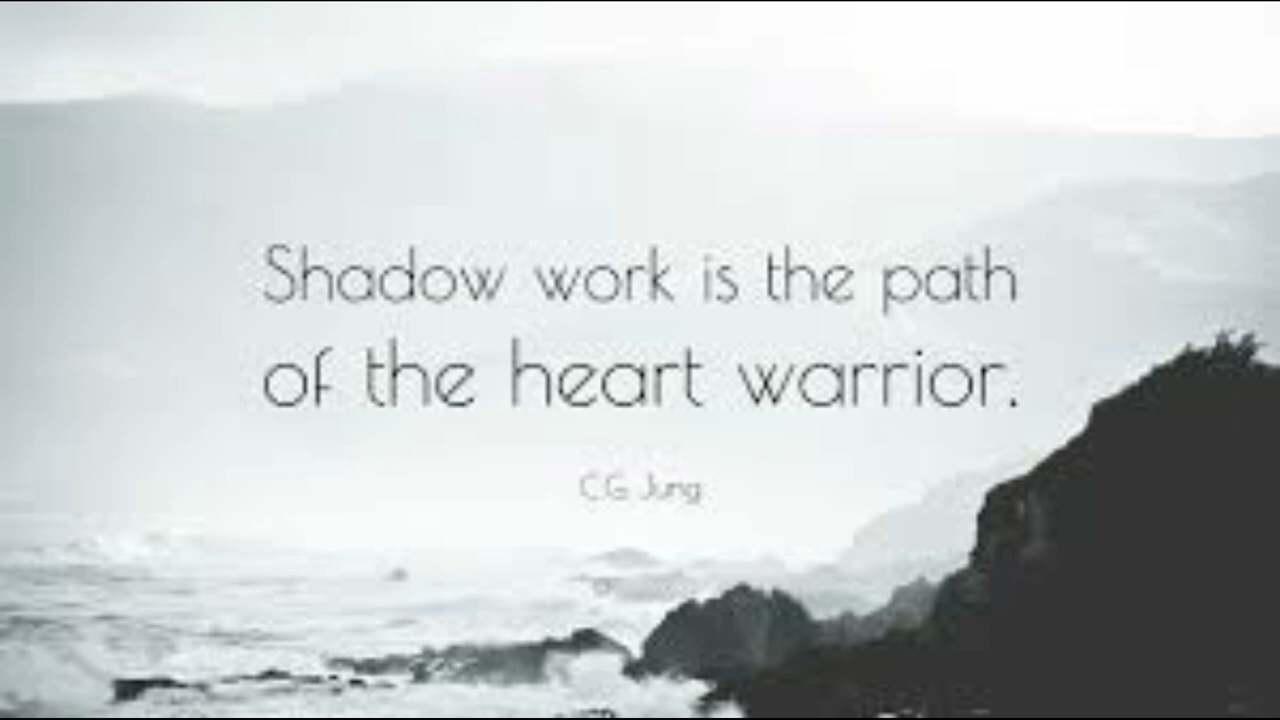 Shadow work is the path
of the heart warrior.
C.G. Jung